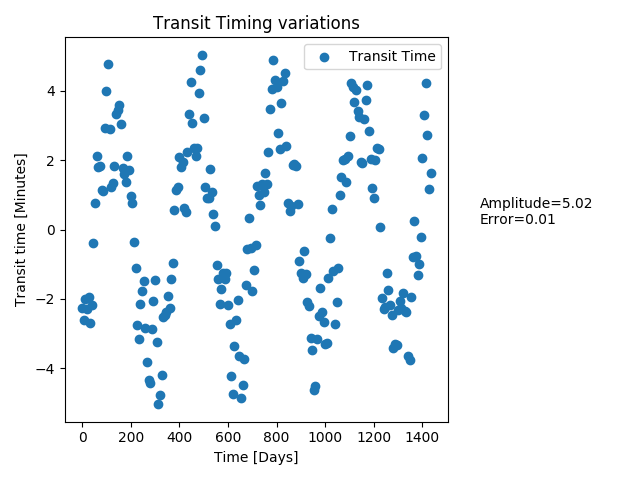 Transit Timing variations
Transit Time
4
2
0
−2
−4
Transit time [Minutes]
0 200 400 600 800 1000 1200 1400
Time [Days]
Amplitude=5.02
Error=0.01